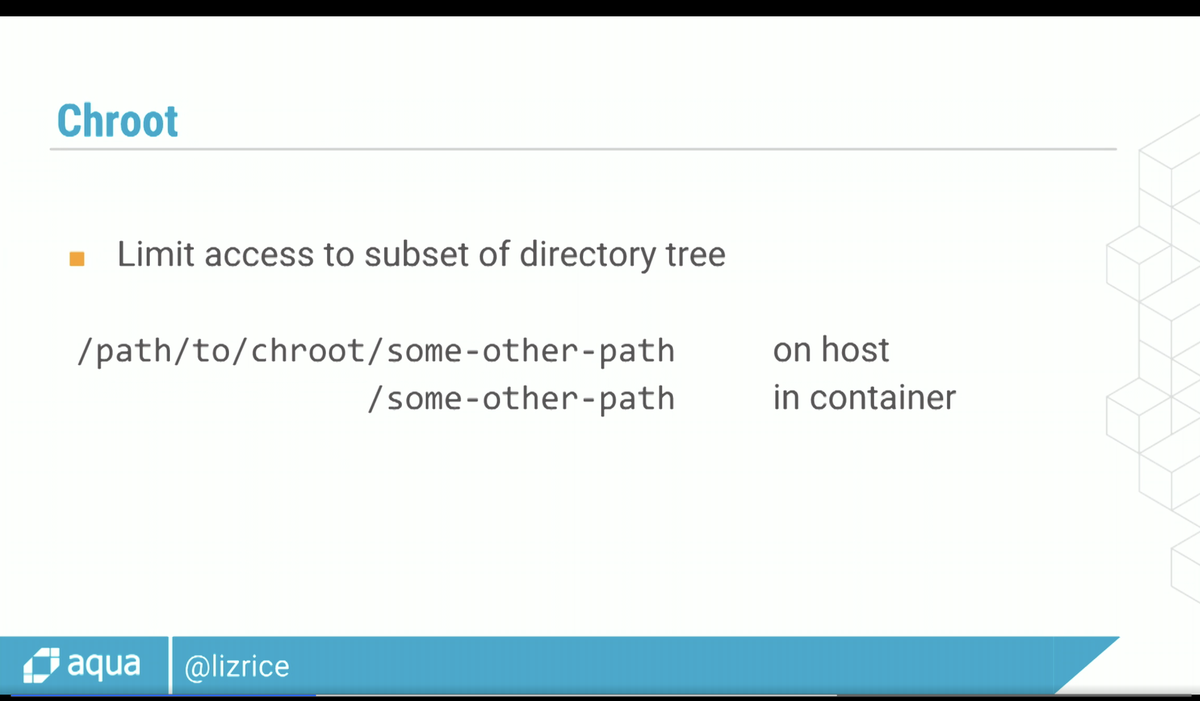 Chroot
Limit access to subset of directory tree
/path/to/chroot/some-other-path on host
/some-other-path in container
aqua @lizrice